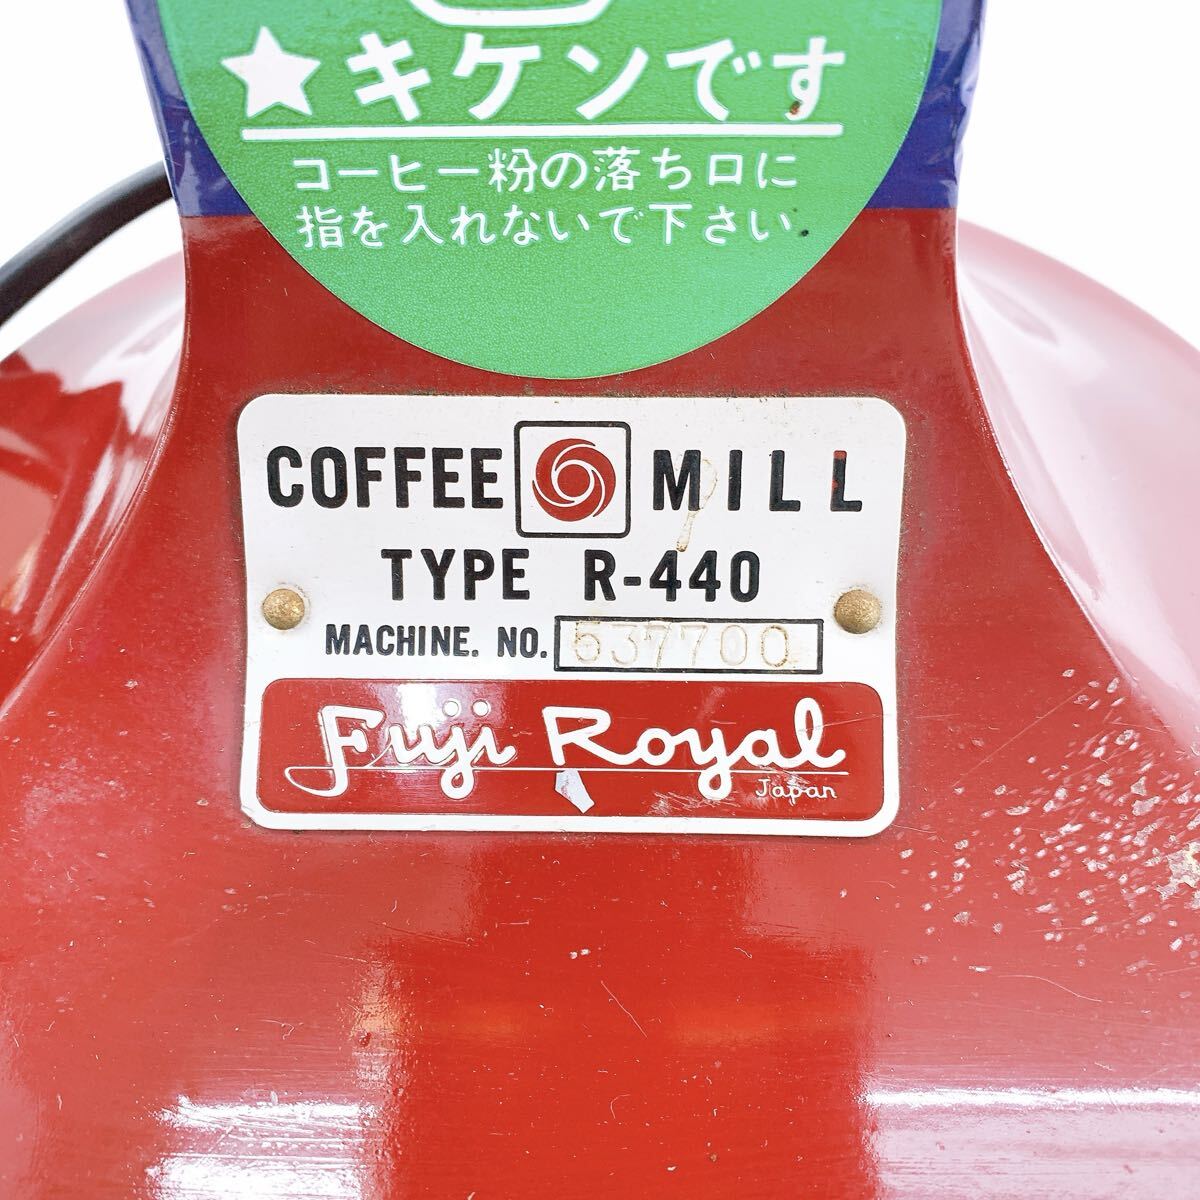 ★キケンです
コーヒー粉の落ち口に
指を入れないで下さい
COFFEE MILL
TYPE R-440
MACHINE. NO. 537700
Fuji Royal
Japan